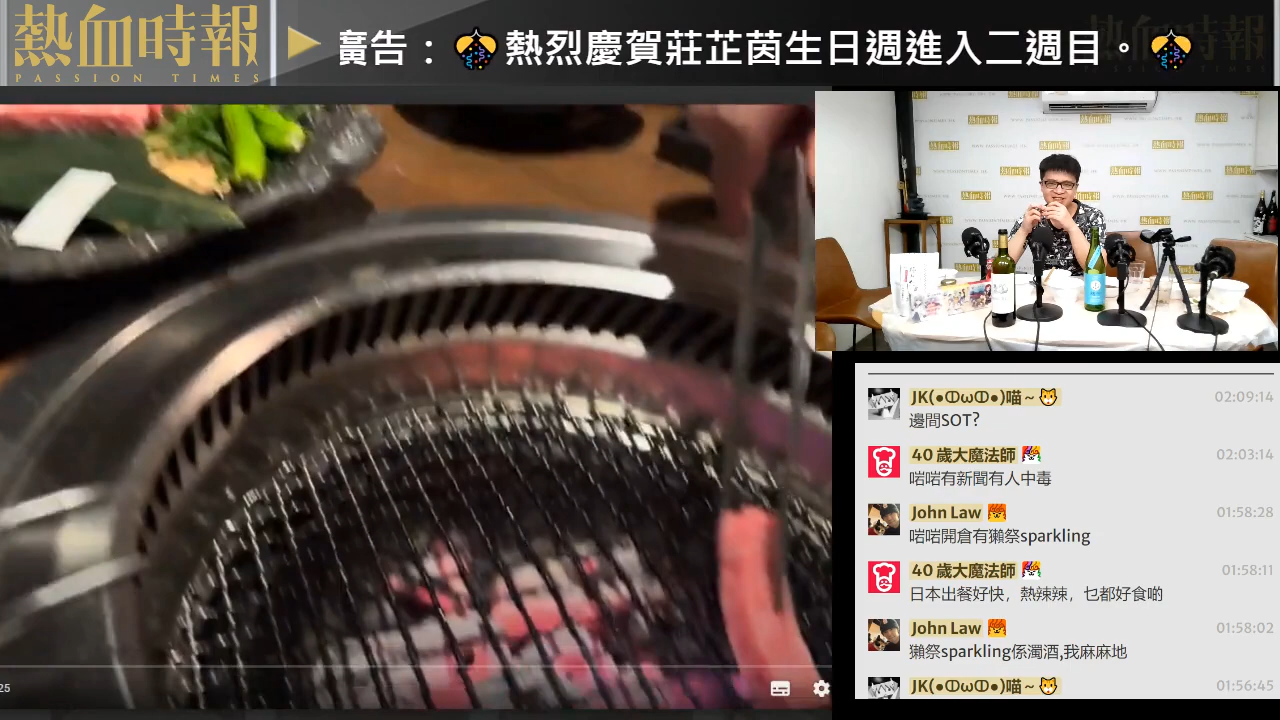 熱血時報
PASSION TIMES
廣告：🎊熱烈慶賀莊芷茵生日週進入二週目。🎊
熱血時報
25
JK(●ↀωↀ●)喵～🐱 02:09:14
邊間SOT?
40 歲大魔法師 02:03:14
啱啱有新聞有人中毒
John Law 01:58:28
啱啱開倉有獺祭sparkling
40 歲大魔法師 01:58:11
日本出餐好快，熱辣辣，乜都好食啲
John Law 01:58:02
獺祭sparkling係濁酒,我麻麻地
JK(●ↀωↀ●)喵～🐱 01:56:45